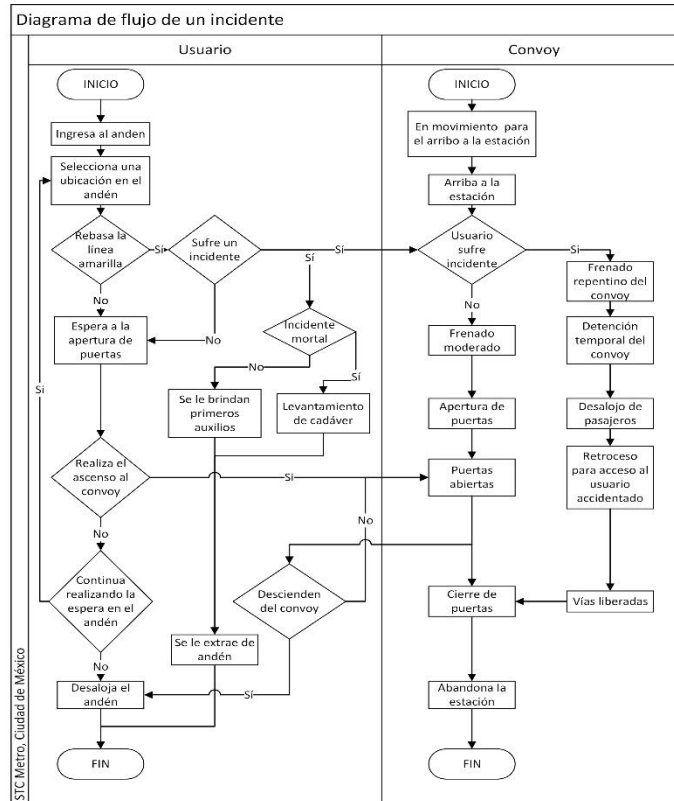 Diagrama de flujo de un incidente
Usuario
Convoy
INICIO
Ingresa al anden
Selecciona una
ubicación en el
andén
Rebasa la
línea
amarilla
Sí
Sufre un
incidente
Sí
Sí
No
No
Espera a la
apertura de
puertas
Incidente
mortal
No
Sí
Se le brindan
primeros
auxilios
Levantamiento
de cadáver
Si
Realiza el
ascenso al
convoy
Si
No
No
Continua
realizando la
espera en el
andén
Descienden
del convoy
No
Se le extrae de
andén
Sí
Desaloja el
andén
FIN
INICIO
En movimiento para
el arribo a la estación
Arriba a la
estación
Usuario
sufre
incidente
Si
No
Frenado
repentino del
convoy
Frenado
moderado
Detención
temporal del
convoy
Apertura de
puertas
Desalojo de
pasajeros
Puertas
abiertas
Retroceso
para acceso al
usuario
accidentado
Cierre de
puertas
Vías liberadas
Abandona la
estación
FIN
STC Metro, Ciudad de México